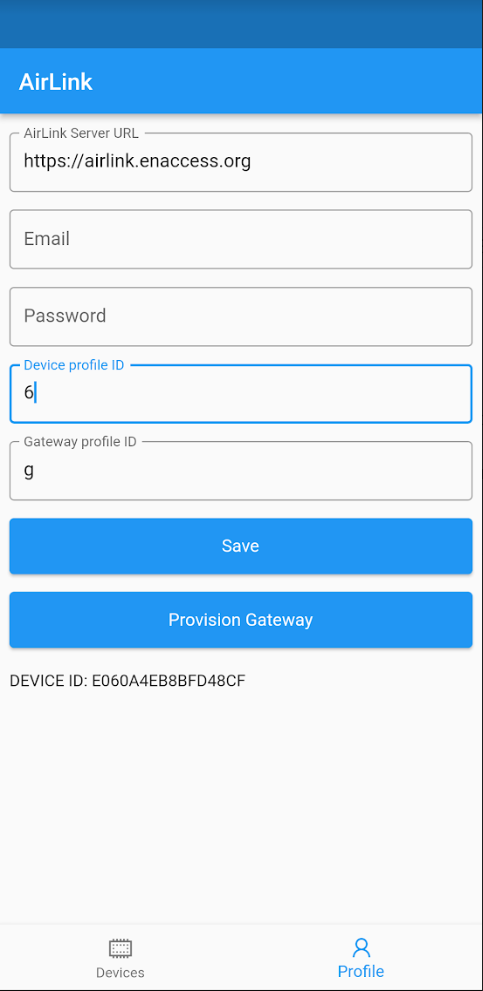 AirLink
AirLink Server URL
https://airlink.enaccess.org
Email
Password
Device profile ID
6
Gateway profile ID
g
Save
Provision Gateway
DEVICE ID: E060A4EB8BFD48CF
Devices
Profile